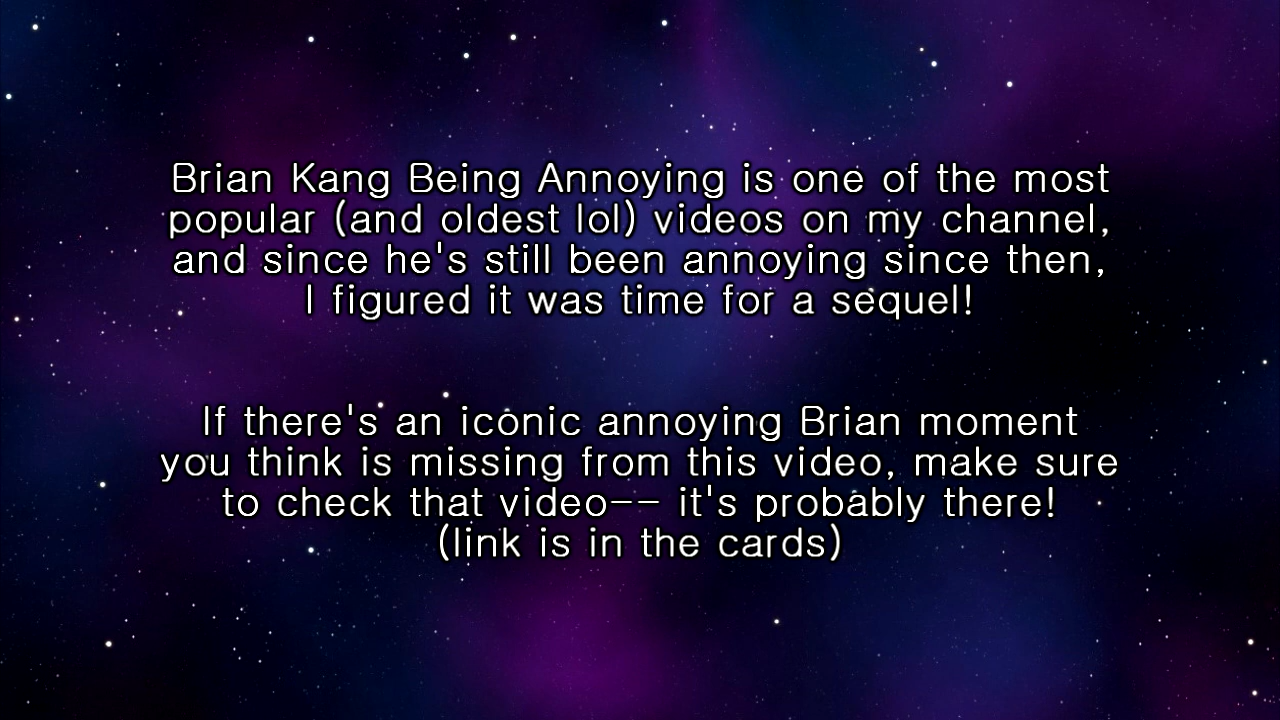 Brian Kang Being Annoying is one of the most
popular (and oldest lol) videos on my channel,
and since he's still been annoying since then,
I figured it was time for a sequel!
If there's an iconic annoying Brian moment
you think is missing from this video, make sure
to check that video-- it's probably there!
(link is in the cards)